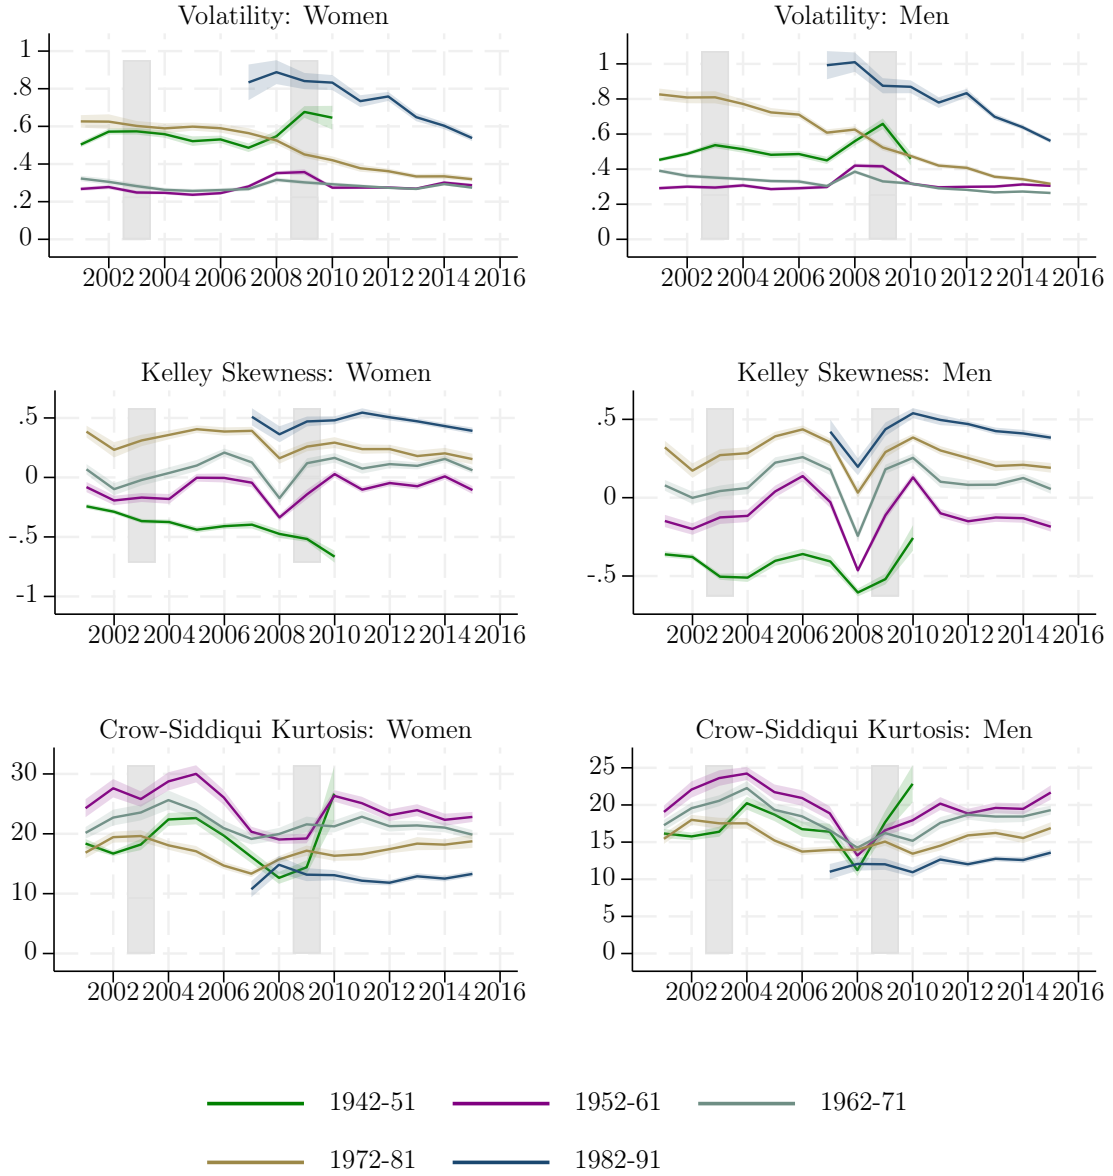 Volatility: Women
1
.8
.6
.4
.2
0
2002 2004 2006 2008 2010 2012 2014 2016
Volatility: Men
1
.8
.6
.4
.2
0
2002 2004 2006 2008 2010 2012 2014 2016
Kelley Skewness: Women
.5
0
-.5
-1
2002 2004 2006 2008 2010 2012 2014 2016
Kelley Skewness: Men
.5
0
-.5
2002 2004 2006 2008 2010 2012 2014 2016
Crow-Siddiqui Kurtosis: Women
30
20
10
0
2002 2004 2006 2008 2010 2012 2014 2016
Crow-Siddiqui Kurtosis: Men
25
20
15
10
5
0
2002 2004 2006 2008 2010 2012 2014 2016
1942-51 1952-61 1962-71
1972-81 1982-91